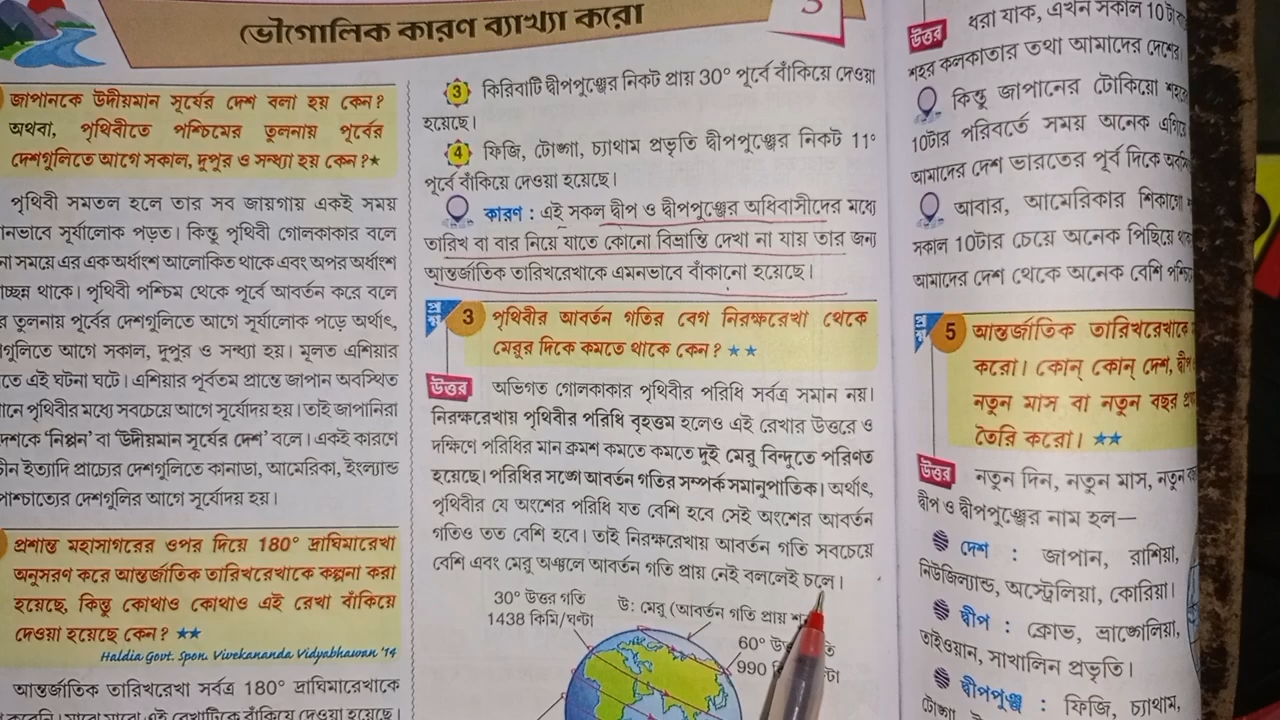 ভৌগোলিক কারণ ব্যাখ্যা করো
জাপানকে উদীয়মান সূর্যের দেশ বলা হয় কেন?
অথবা, পৃথিবীতে পশ্চিমের তুলনায় পূর্বের
দেশগুলিতে আগে সকাল, দুপুর ও সন্ধ্যা হয় কেন?★
পৃথিবী সমতল হলে তার সব জায়গায় একই সময়
সূর্যালোক পড়ত। কিন্তু পৃথিবী গোলকাকার বলে
সময়ে এর এক অর্ধাংশ আলোকিত থাকে এবং অপর অর্ধাংশ
থাকে। পৃথিবী পশ্চিম থেকে পূর্বে আবর্তন করে বলে
তুলনায় পূর্বের দেশগুলিতে আগে সূর্যালোক পড়ে অর্থাৎ,
আগে সকাল, দুপুর ও সন্ধ্যা হয়। মূলত এশিয়ার
এই ঘটনা ঘটে। এশিয়ার পূর্বতম প্রান্তে জাপান অবস্থিত
পৃথিবীর মধ্যে সবচেয়ে আগে সূর্যোদয় হয়। তাই জাপানিরা
দেশকে ‘নিপ্পন’ বা ‘উদীয়মান সূর্যের দেশ’ বলে। একই কারণে
ইত্যাদি প্রাচ্যের দেশগুলিতে কানাডা, আমেরিকা, ইংল্যান্ড
পাশ্চাত্যের দেশগুলির আগে সূর্যোদয় হয়।
প্রশান্ত মহাসাগরের ওপর দিয়ে 180° দ্রাঘিমারেখা
অনুসরণ করে আন্তর্জাতিক তারিখরেখাকে কল্পনা করা
হয়েছে, কিন্তু কোথাও কোথাও এই রেখা বাঁকিয়ে
দেওয়া হয়েছে কেন? ★★
Haldia Govt. Spon. Vivekananda Vidyabhawan '14
আন্তর্জাতিক তারিখরেখা সর্বত্র 180° দ্রাঘিমারেখাকে
3 কিরিবাটি দ্বীপপুঞ্জের নিকট প্রায় 30° পূর্বে বাঁকিয়ে দেওয়া
হয়েছে।
4 ফিজি, টোঙ্গা, চ্যাথাম প্রভৃতি দ্বীপপুঞ্জের নিকট 11°
পূর্বে বাঁকিয়ে দেওয়া হয়েছে।
কারণ : এই সকল দ্বীপ ও দ্বীপপুঞ্জের অধিবাসীদের মধ্যে
তারিখ বা বার নিয়ে যাতে কোনো বিভ্রান্তি দেখা না যায় তার জন্য
আন্তর্জাতিক তারিখরেখাকে এমনভাবে বাঁকানো হয়েছে।
প্রশ্ন 3 পৃথিবীর আবর্তন গতির বেগ নিরক্ষরেখা থেকে
মেরুর দিকে কমতে থাকে কেন? ★★
উত্তর অভিগত গোলকাকার পৃথিবীর পরিধি সর্বত্র সমান নয়।
নিরক্ষরেখায় পৃথিবীর পরিধি বৃহত্তম হলেও এই রেখার উত্তরে ও
দক্ষিণে পরিধির মান ক্রমশ কমতে কমতে দুই মেরু বিন্দুতে পরিণত
হয়েছে। পরিধির সঙ্গে আবর্তন গতির সম্পর্ক সমানুপাতিক। অর্থাৎ,
পৃথিবীর যে অংশের পরিধি যত বেশি হবে সেই অংশের আবর্তন
গতিও তত বেশি হবে। তাই নিরক্ষরেখায় আবর্তন গতি সবচেয়ে
বেশি এবং মেরু অঞ্চলে আবর্তন গতি প্রায় নেই বললেই চলে।
30° উত্তর গতি
1438 কিমি/ঘণ্টা
উঃ মেরু (আবর্তন গতি প্রায়
60°
990
উত্তর ধরা যাক, এখন সকাল 10টা
শহর কলকাতার তথা আমাদের দেশের
কিন্তু জাপানের টোকিয়ো শহরে
10টার পরিবর্তে সময় অনেক এগিয়ে
আমাদের দেশ ভারতের পূর্ব দিকে
আবার, আমেরিকার শিকাগো
সকাল 10টার চেয়ে অনেক পিছিয়ে
আমাদের দেশ থেকে অনেক বেশি
প্রশ্ন 5 আন্তর্জাতিক তারিখরেখাকে
করো। কোন্ কোন্ দেশ, দ্বীপ
নতুন মাস বা নতুন বছর
তৈরি করো। ★★
উত্তর নতুন দিন, নতুন মাস, নতুন
দ্বীপ ও দ্বীপপুঞ্জের নাম হল—
দেশ : জাপান, রাশিয়া,
নিউজিল্যান্ড, অস্ট্রেলিয়া, কোরিয়া।
দ্বীপ : ক্রোভ, ভ্রাঙ্গেলিয়া,
তাইওয়ান, সাখালিন প্রভৃতি।
দ্বীপপুঞ্জ : ফিজি, চ্যাথাম,